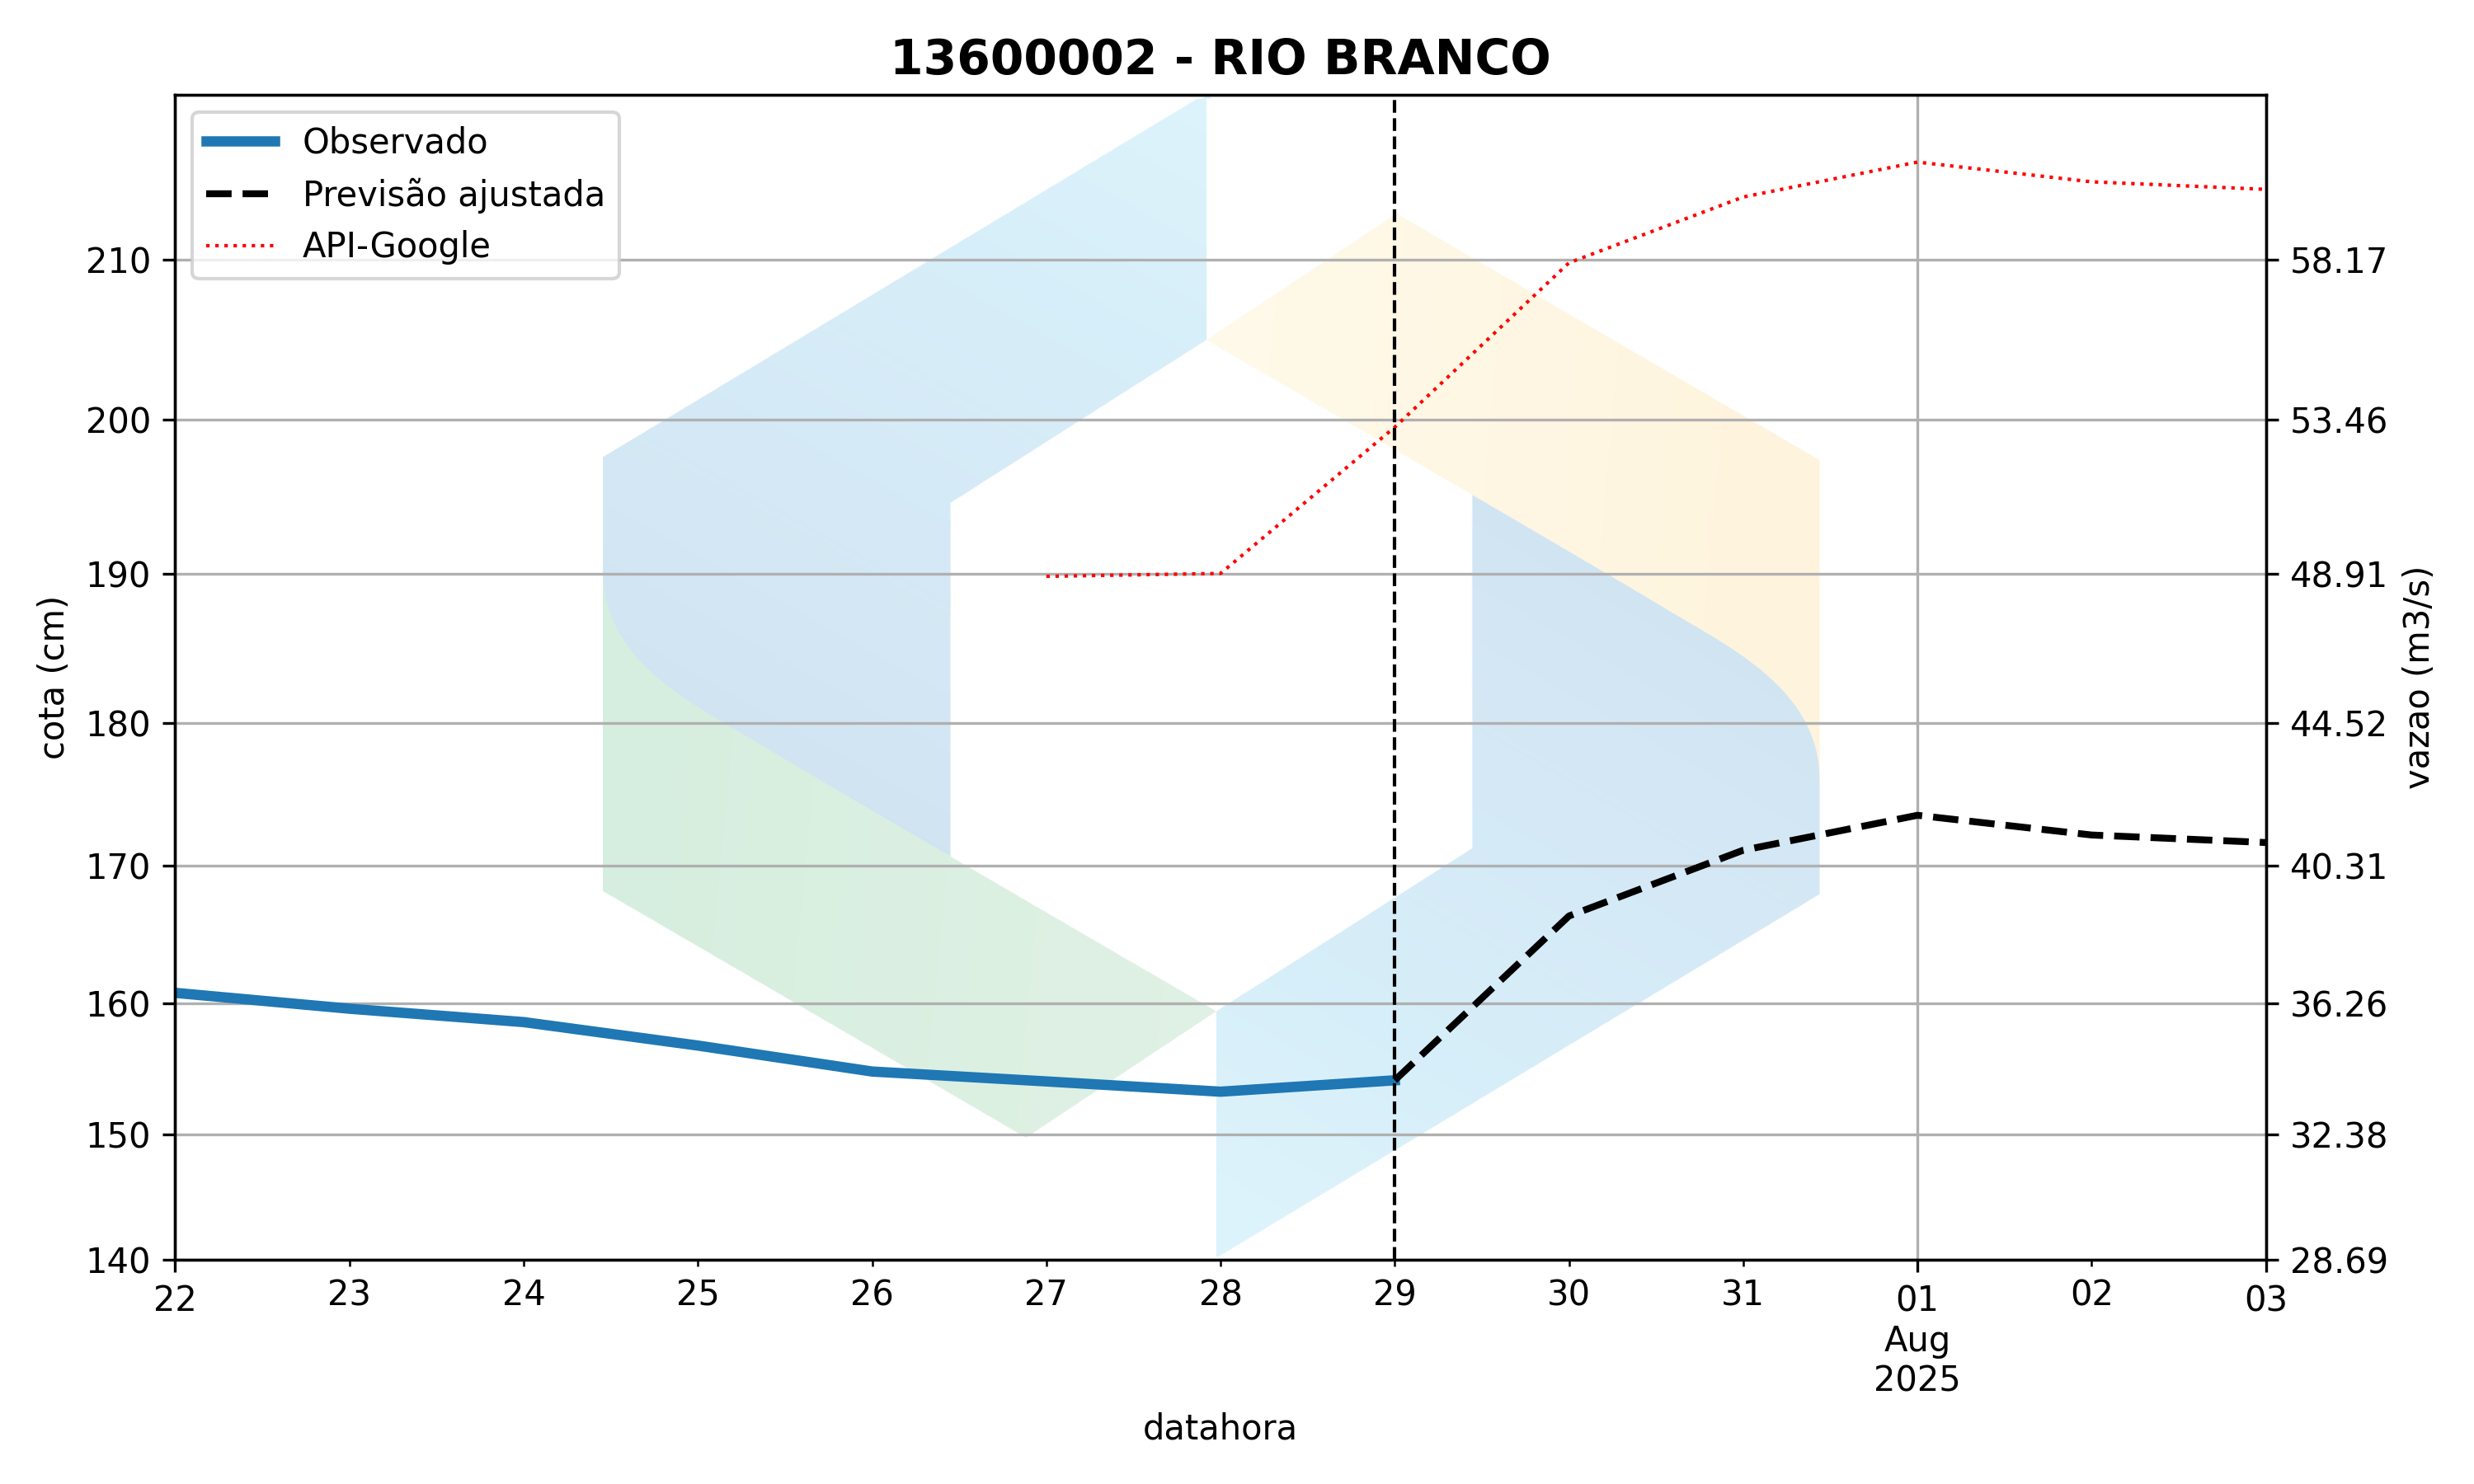 13600002 - RIO BRANCO
Observado
Previsão ajustada
API-Google
210
200
190
180
170
160
150
140
cota (cm)
58.17
53.46
48.91
44.52
40.31
36.26
32.38
28.69
vazao (m3/s)
22 23 24 25 26 27 28 29 30 31 01 02 03
Aug
2025
datahora